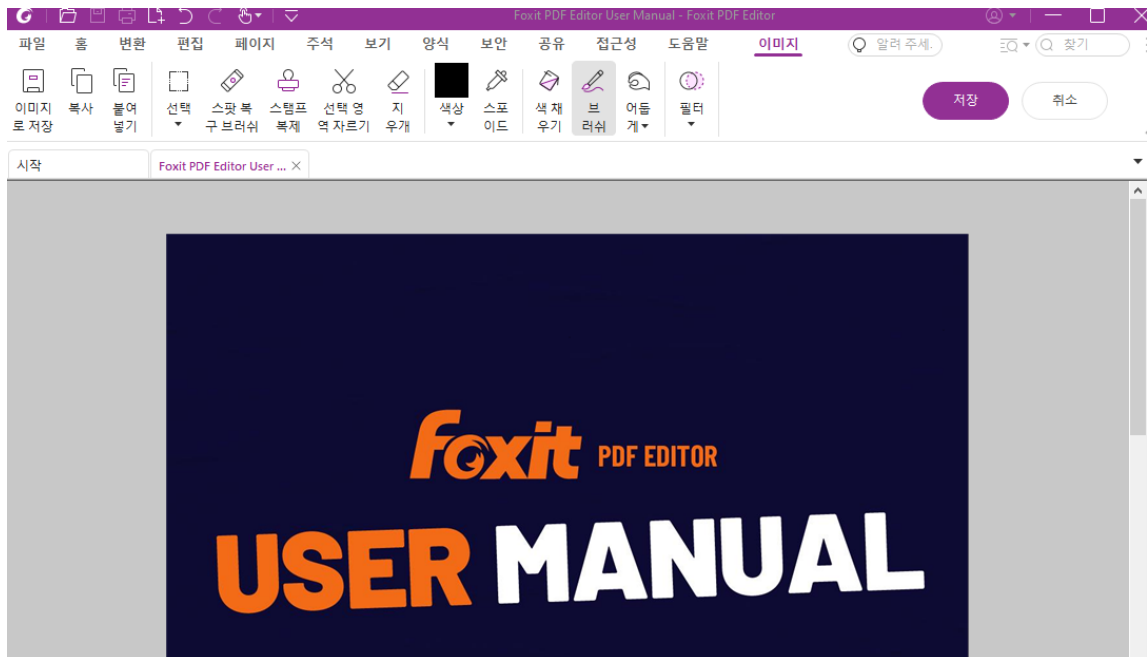 Foxit PDF Editor User Manual - Foxit PDF Editor
파일 홈 변환 편집 페이지 주석 보기 양식 보안 공유 접근성 도움말 이미지 알려 주세. 찾기
이미지로 저장
복사
붙여넣기
선택
스팟 복구 브러쉬
스탬프 복제
선택 영역 자르기
지우개
색상
스포이드
색 채우기
브러쉬
어둡게
필터
저장
취소
시작
Foxit PDF Editor User ...
Foxit PDF EDITOR
USER MANUAL